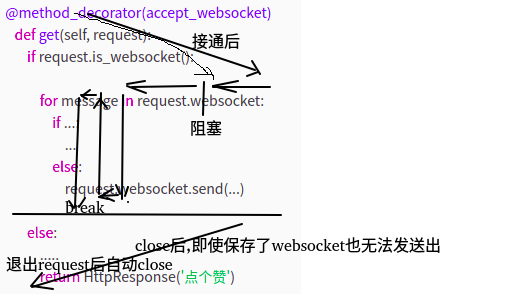 @method_decorator(accept_websocket)
def get(self, request):
接通后
if request.is_websocket():
for message in request.websocket:
if ...:
阻塞
...
else:
request.websocket.send(...)
break
else:
close后,即使保存了websocket也无法发送出
.....
退出request后自动close
return HttpResponse('点个赞')